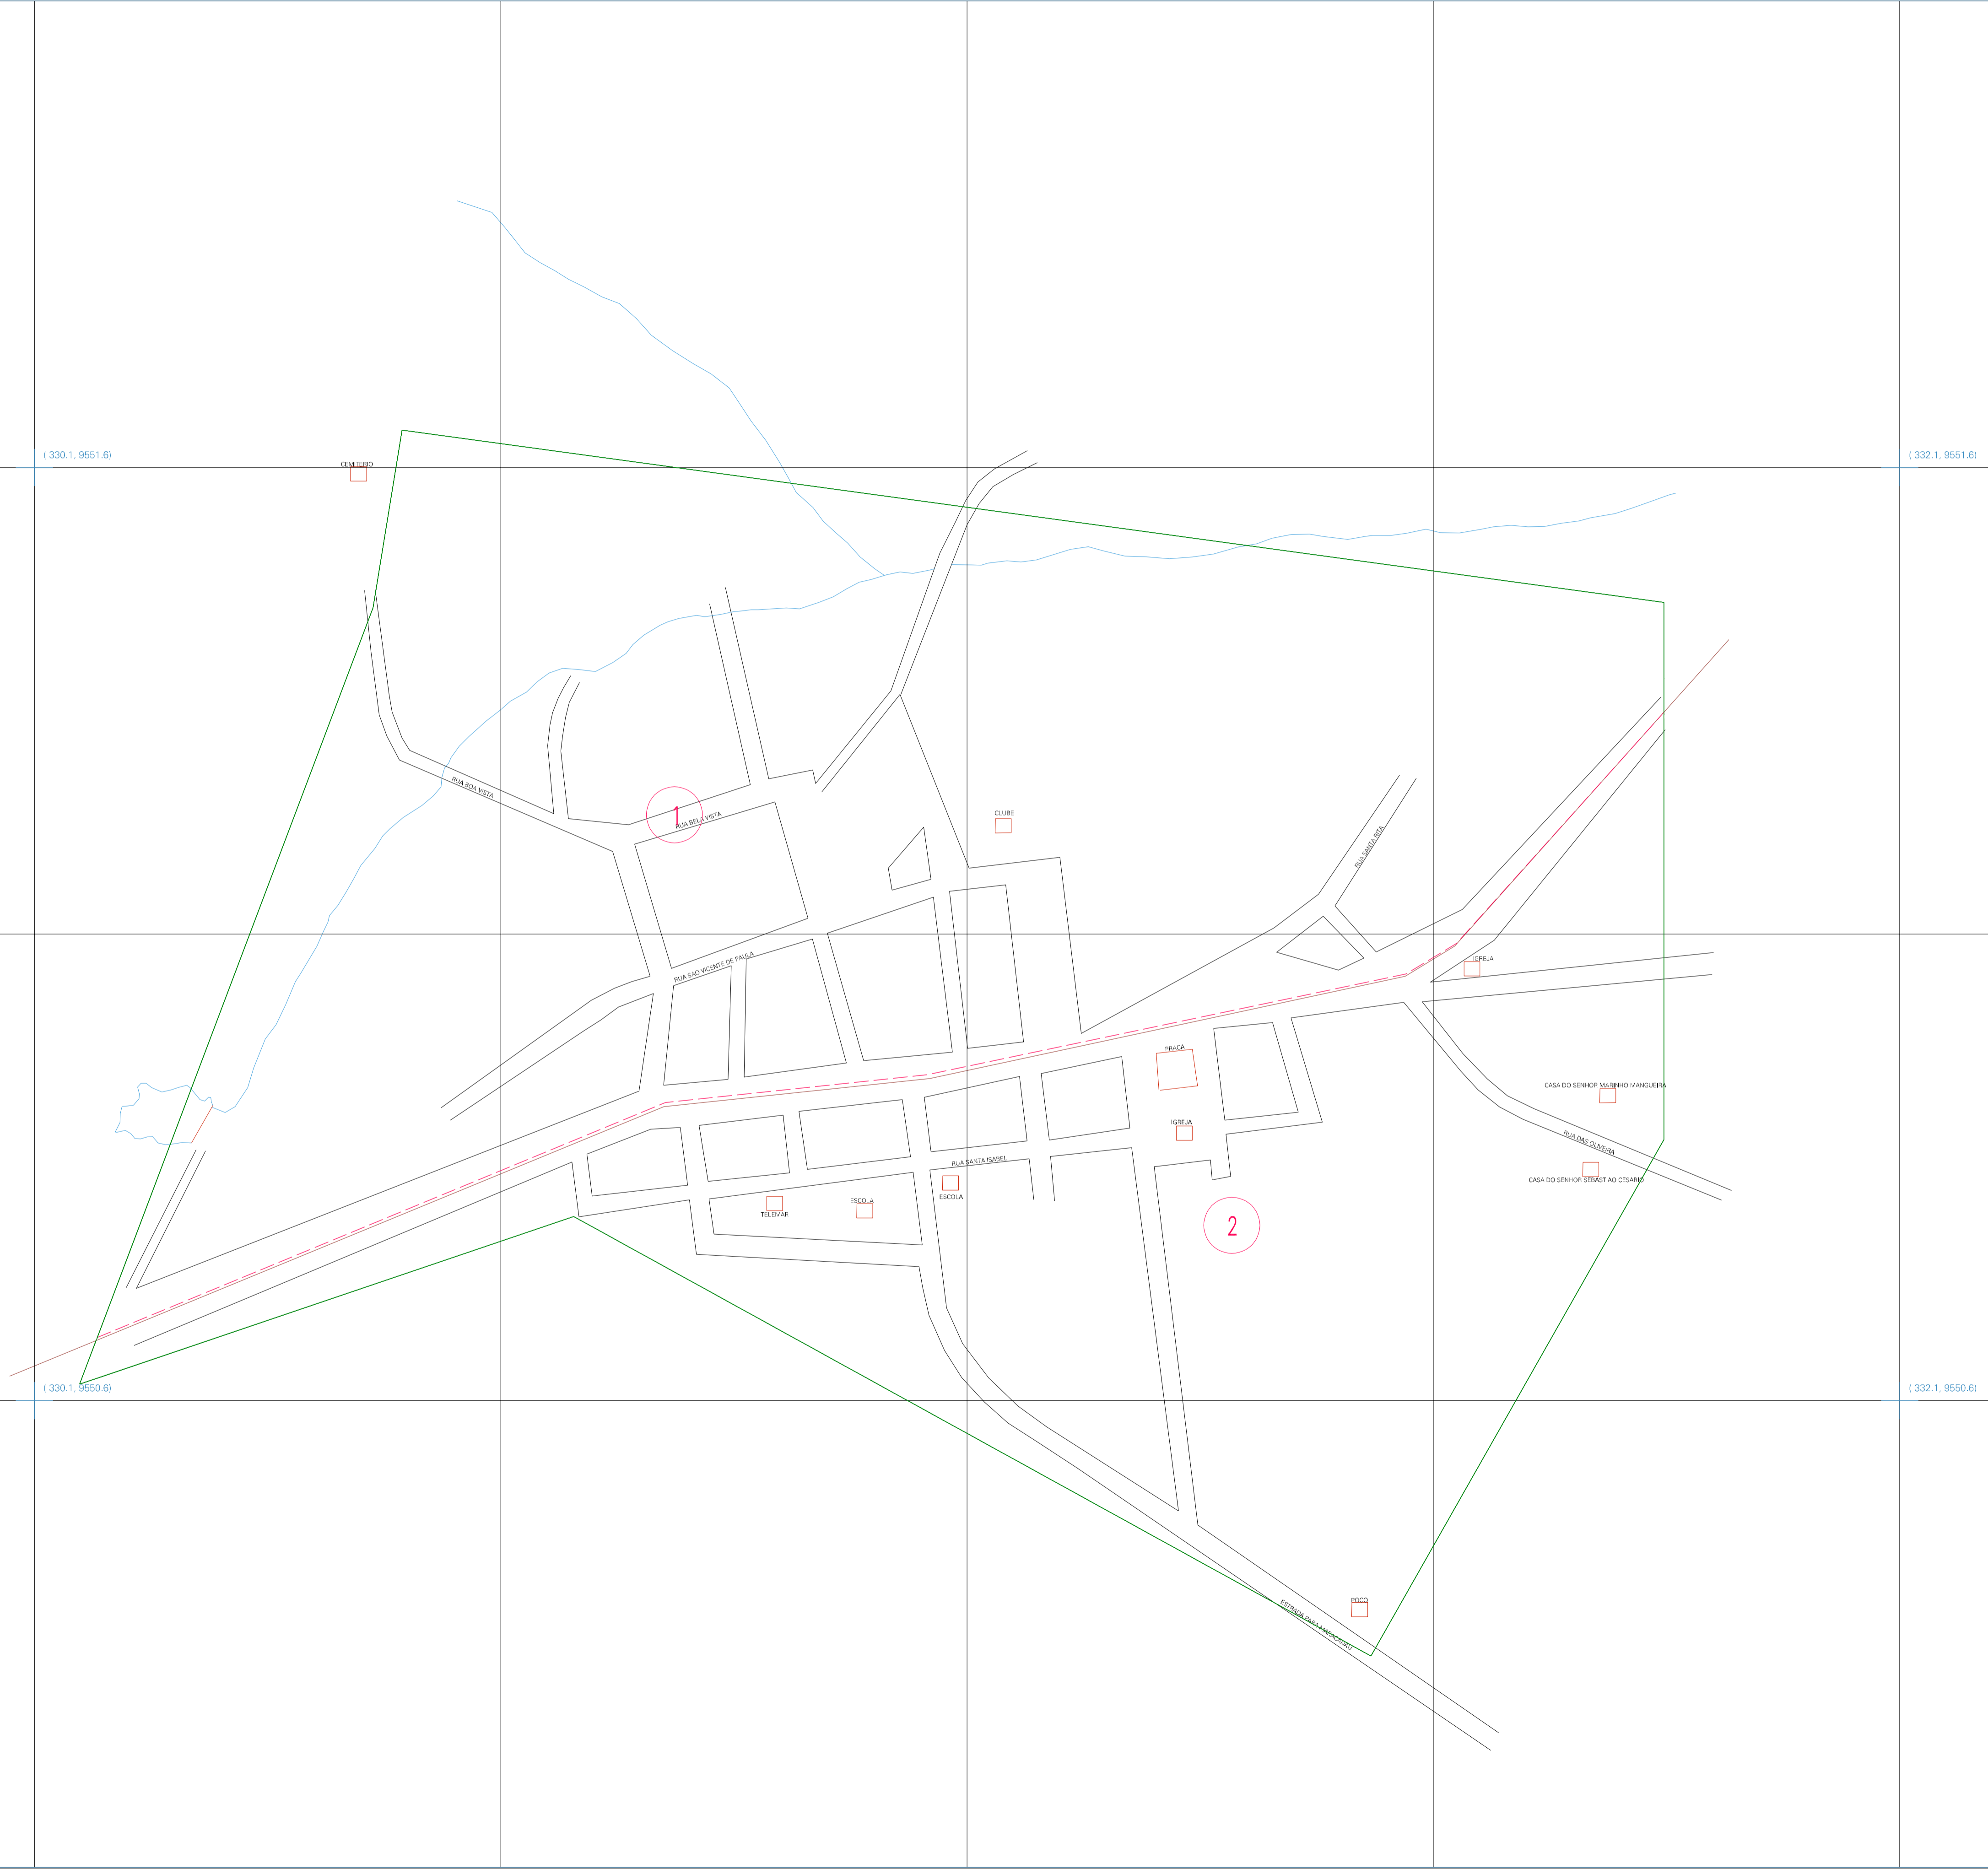 ( 330.1, 9551.6)
( 332.1, 9551.6)
CEMITERIO
RUA BOA VISTA
1
RUA BELA VISTA
CLUBE
RUA SANTA RITA
RUA SAO VICENTE DE PAULA
IGREJA
PRACA
CASA DO SENHOR MARINHO MANGUEIRA
IGREJA
RUA DAS OLIVEIRA
RUA SANTA ISABEL
CASA DO SENHOR SEBASTIAO CESARIO
ESCOLA
ESCOLA
TELEMAR
2
( 330.1, 9550.6)
( 332.1, 9550.6)
POCO
ESTRADA PARA MARACANAU